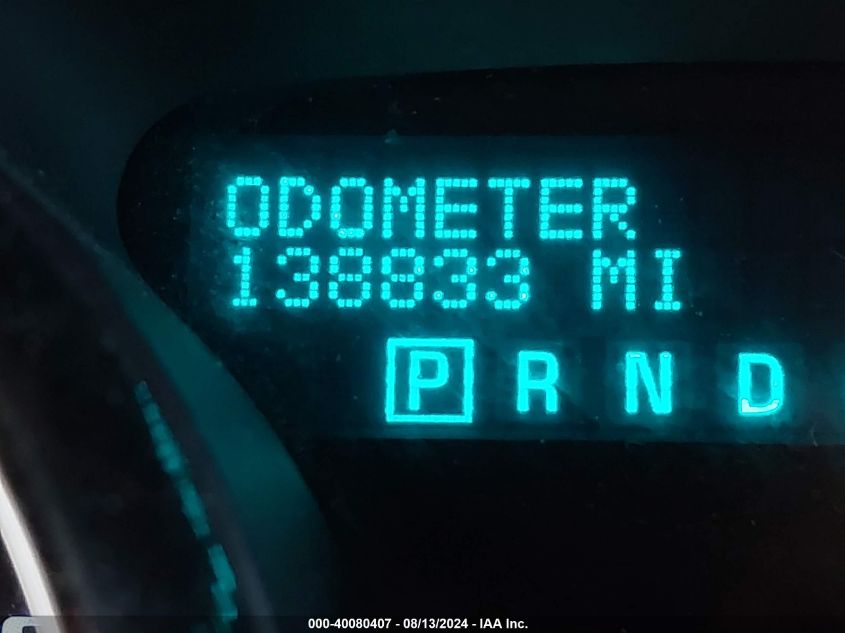 ODOMETER
138833 MI
P R N D
000-40080407 - 08/13/2024 - IAA Inc.